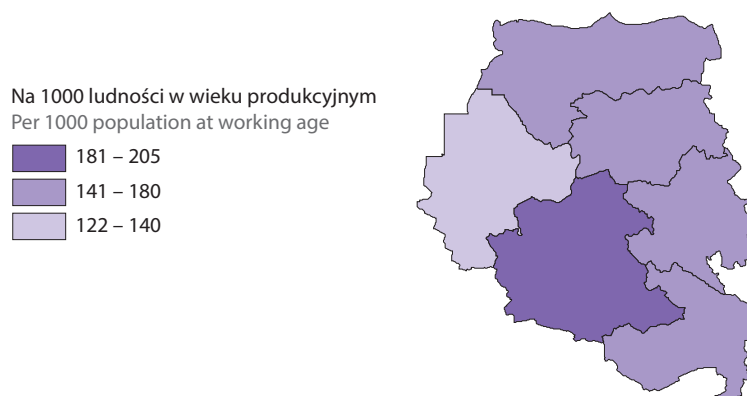 Na 1000 ludności w wieku produkcyjnym
Per 1000 population at working age
181 – 205
141 – 180
122 – 140